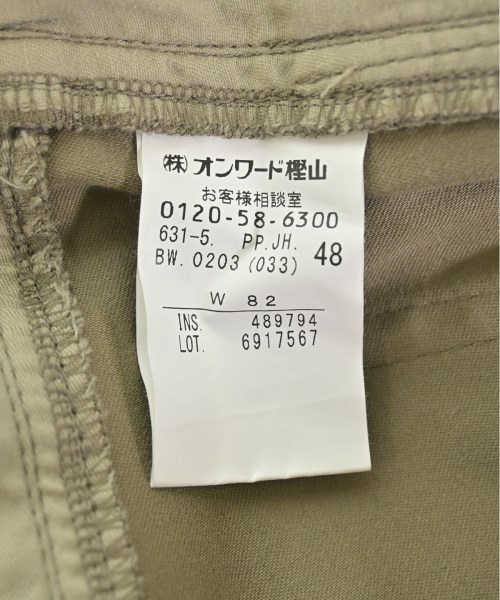 ㈱ オンワード樫山
お客様相談室
0120-58-6300
631-5. PP.JH. 48
BW. 0203 (033)
W 82
INS. 489794
LOT. 6917567